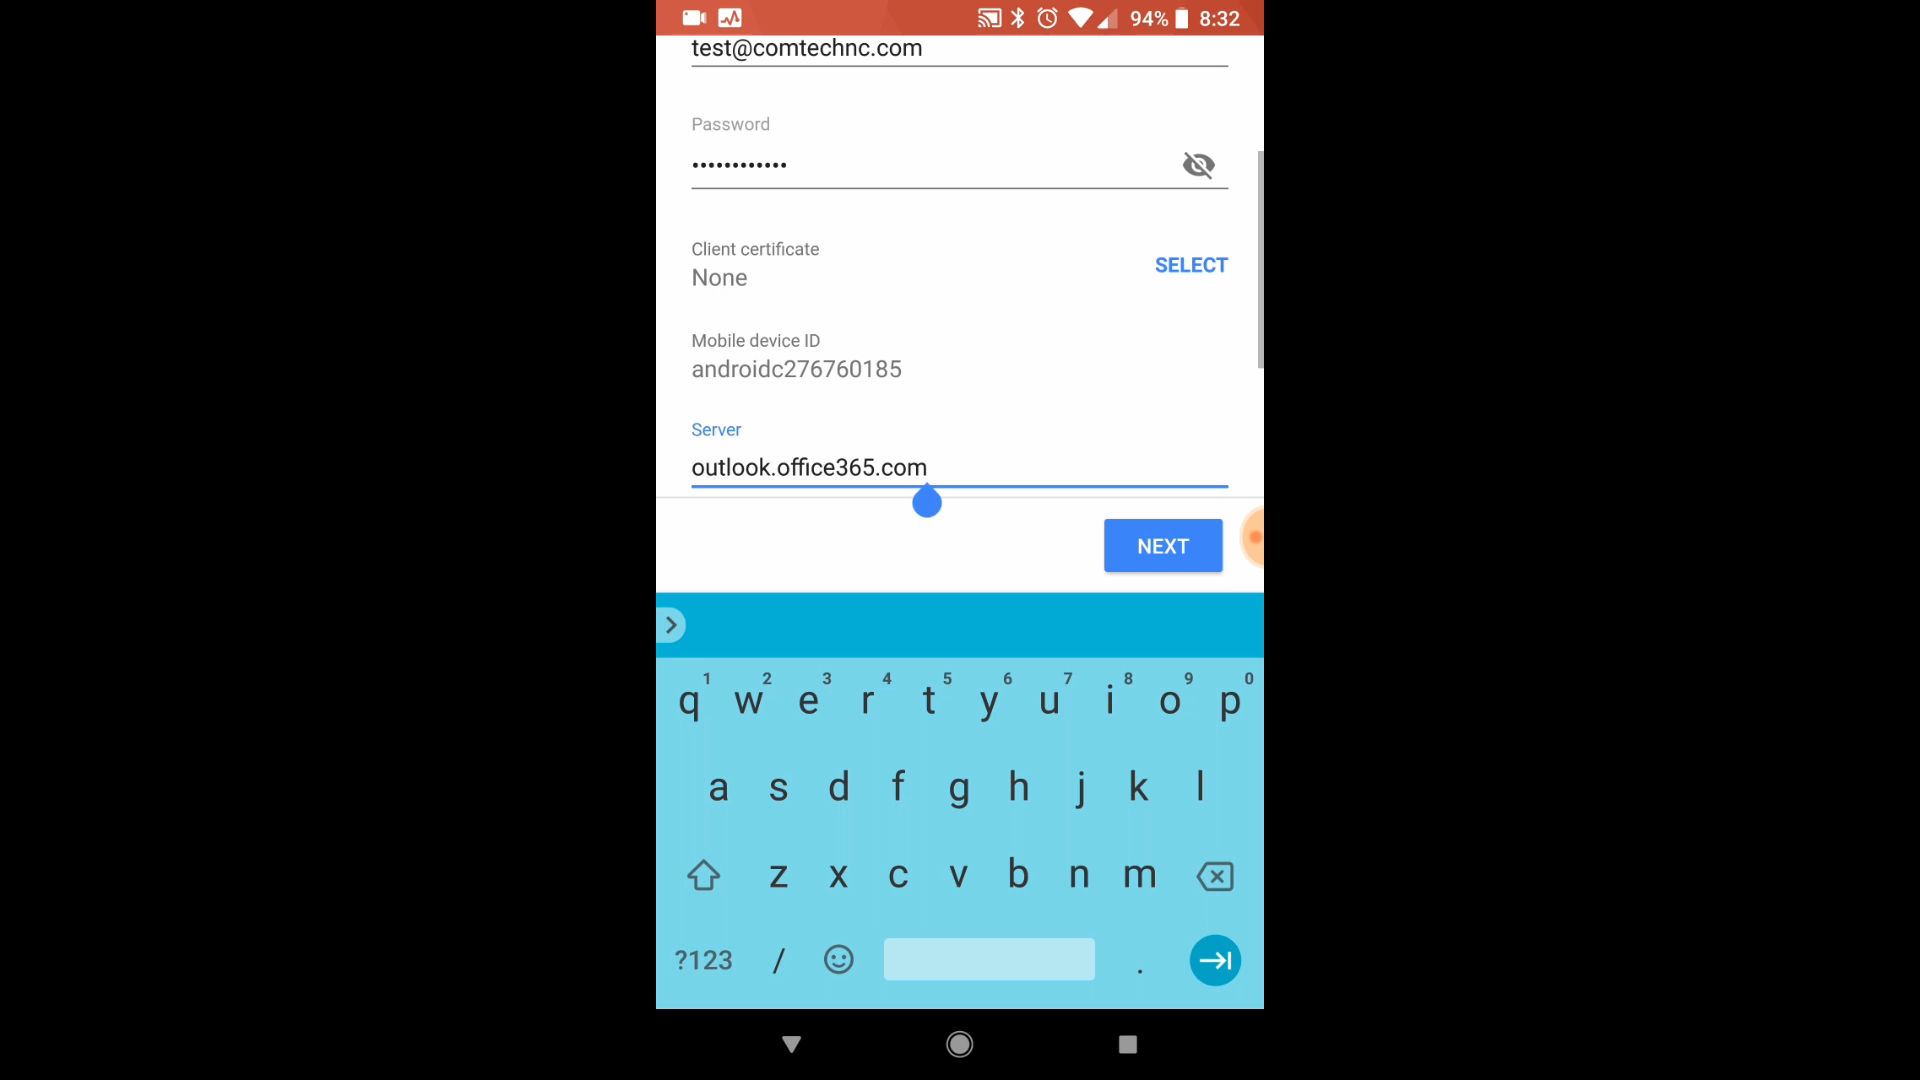 94% 8:32
test@comtechnc.com
Password
••••••••••••
Client certificate
None
SELECT
Mobile device ID
androidc276760185
Server
outlook.office365.com
NEXT
1 2 3 4 5 6 7 8 9 0
q w e r t y u i o p
a s d f g h j k l
z x c v b n m
?123 / .